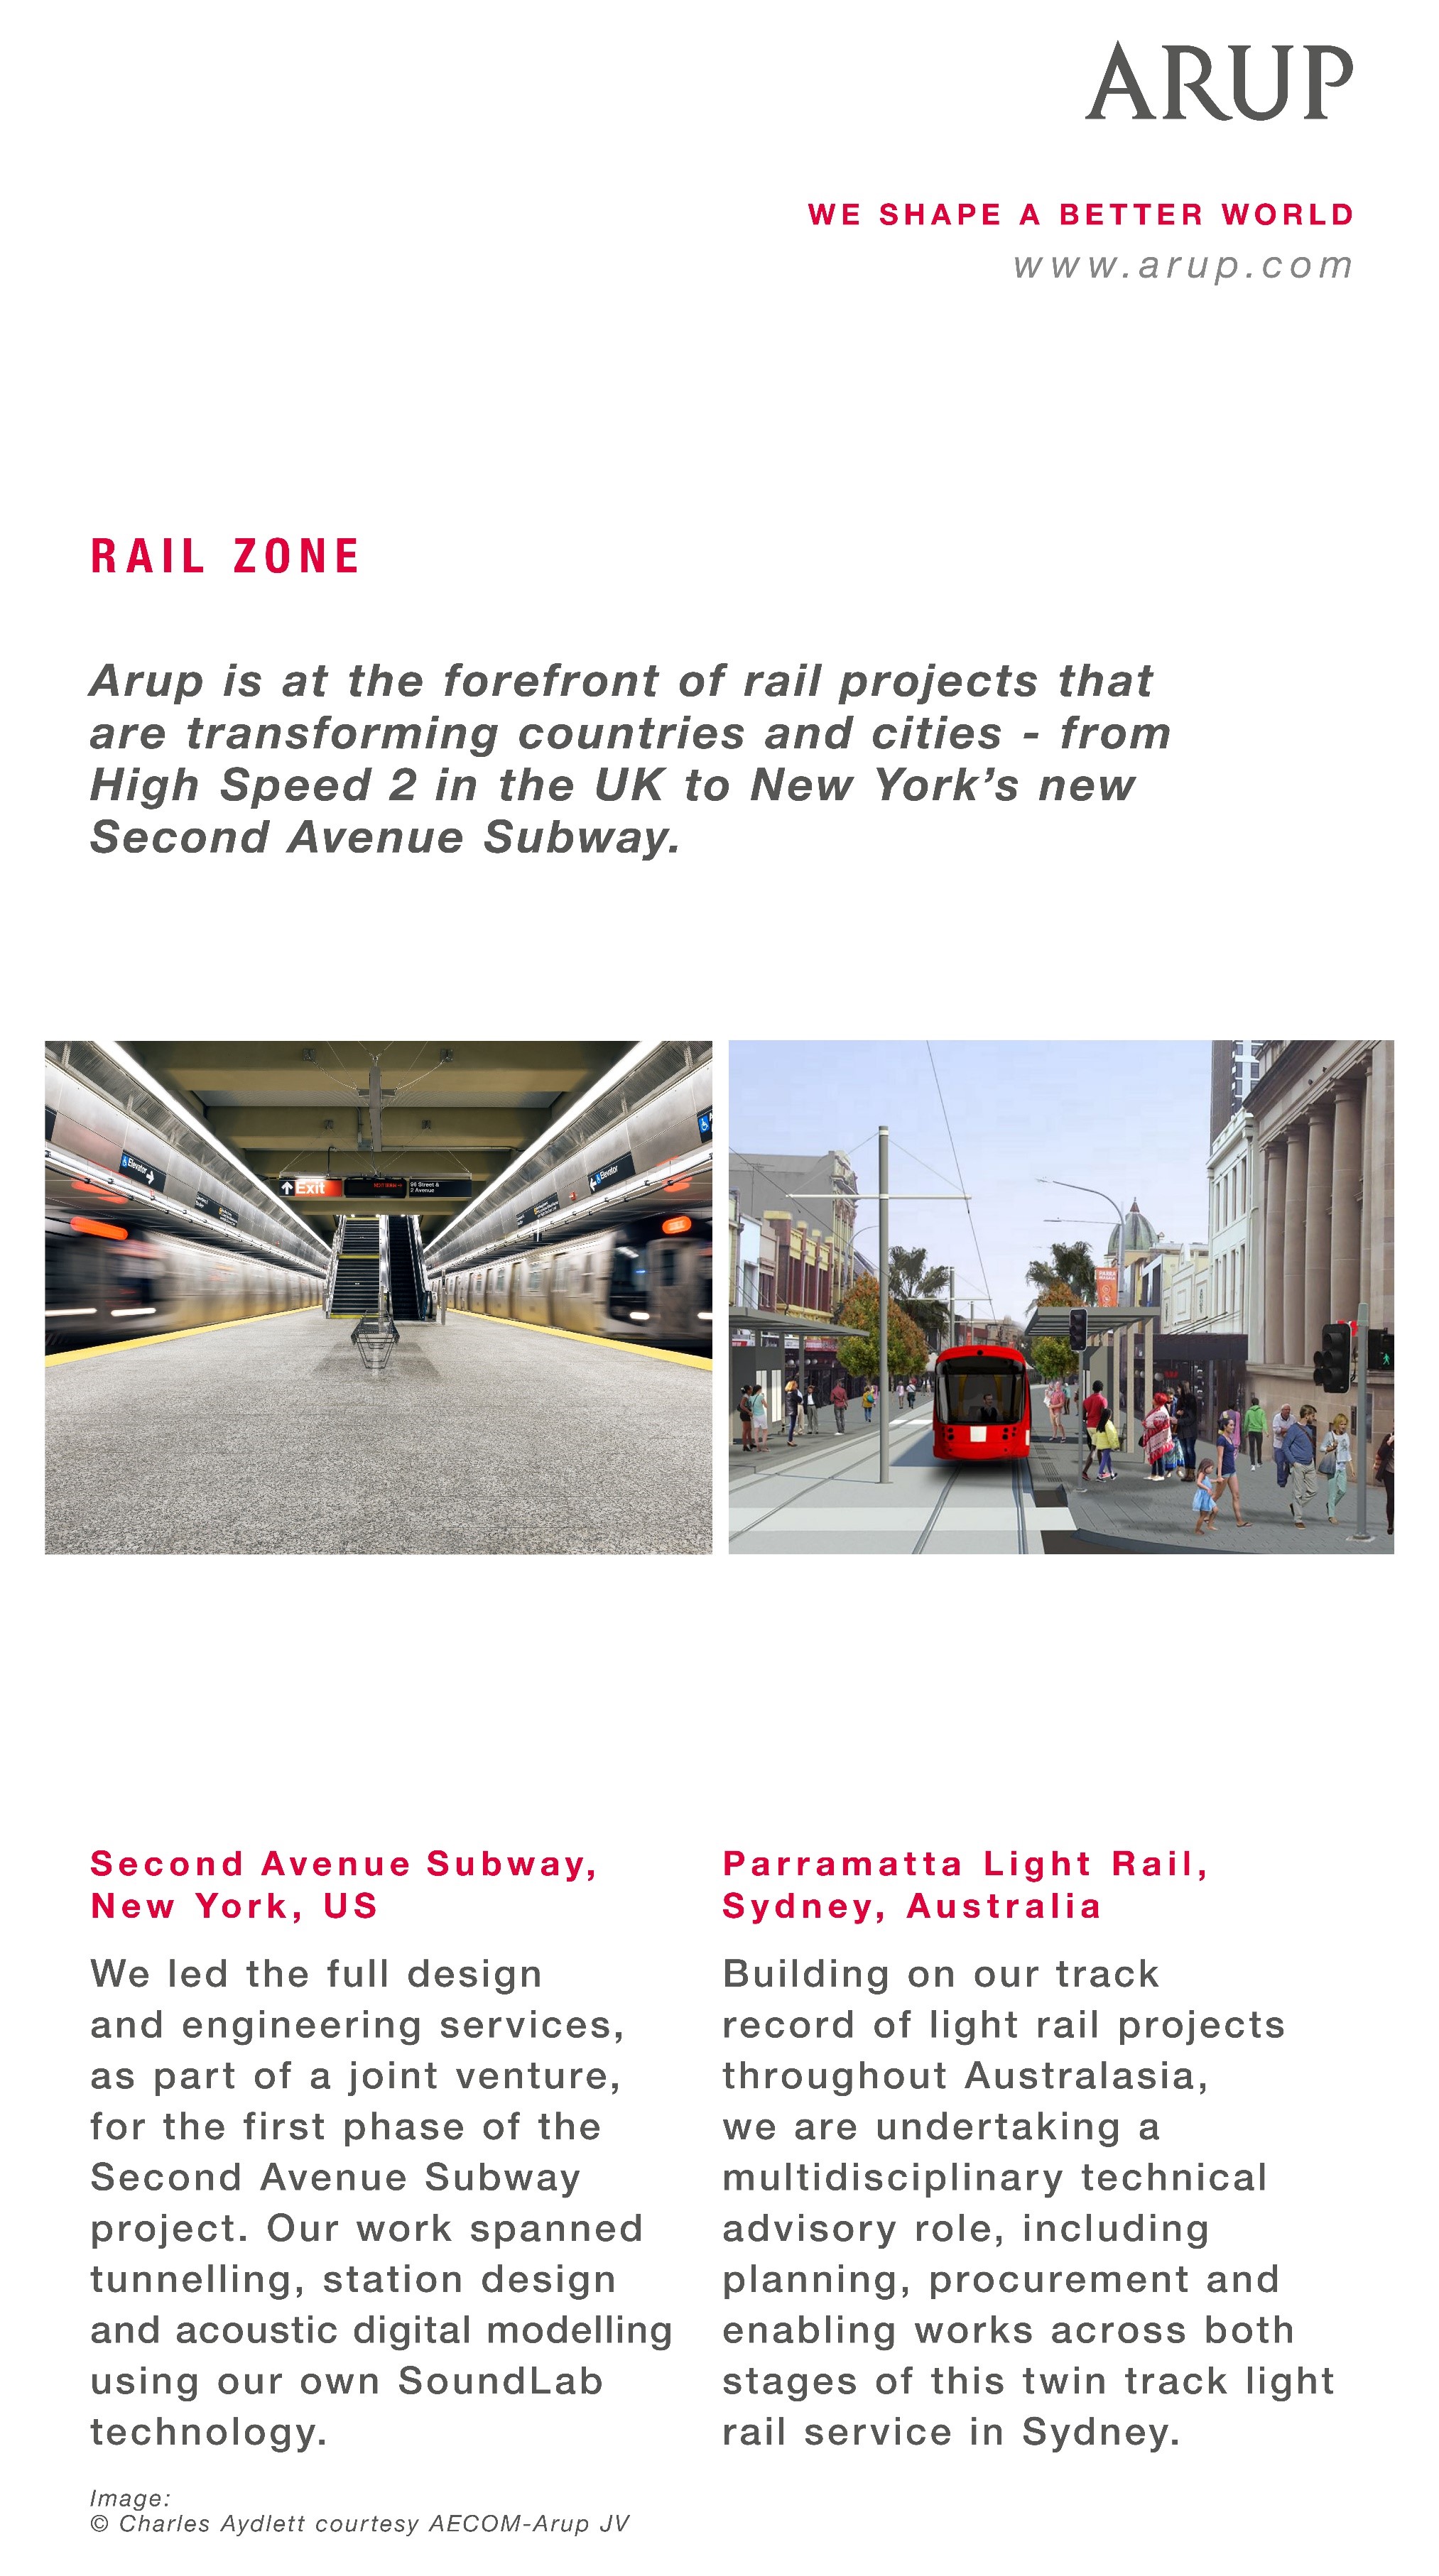 ARUP
WE SHAPE A BETTER WORLD
www.arup.com
RAIL ZONE
Arup is at the forefront of rail projects that
are transforming countries and cities - from
High Speed 2 in the UK to New York’s new
Second Avenue Subway.
Elevator
Exit
96 Street &
2 Avenue
Elevator
Second Avenue Subway,
New York, US
We led the full design
and engineering services,
as part of a joint venture,
for the first phase of the
Second Avenue Subway
project. Our work spanned
tunnelling, station design
and acoustic digital modelling
using our own SoundLab
technology.
Image:
© Charles Aydlett courtesy AECOM-Arup JV
Parramatta Light Rail,
Sydney, Australia
Building on our track
record of light rail projects
throughout Australasia,
we are undertaking a
multidisciplinary technical
advisory role, including
planning, procurement and
enabling works across both
stages of this twin track light
rail service in Sydney.